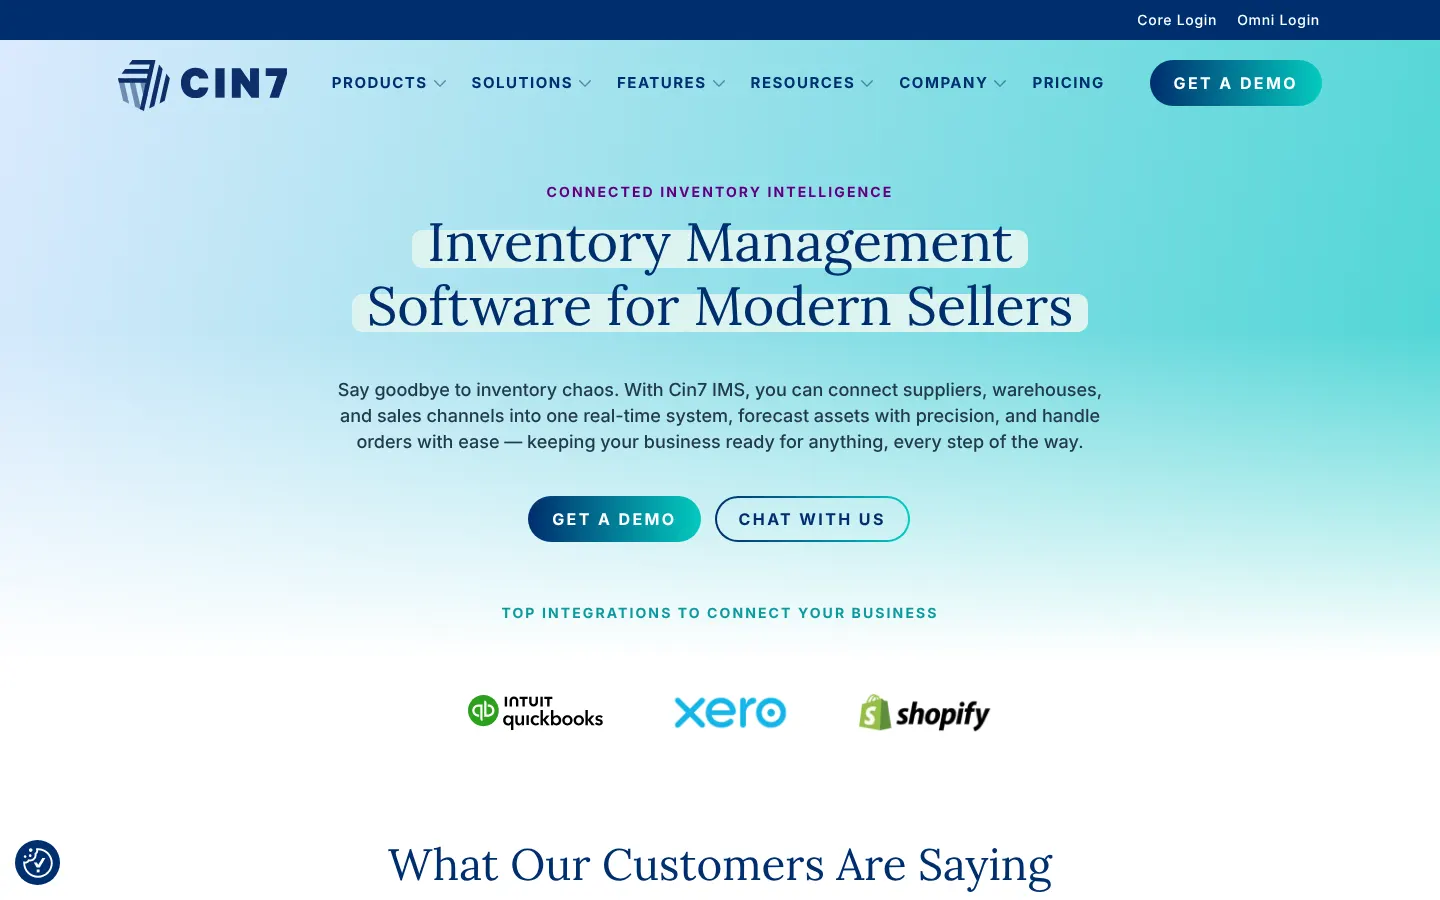 Core Login Omni Login
CIN7 PRODUCTS SOLUTIONS FEATURES RESOURCES COMPANY PRICING GET A DEMO
CONNECTED INVENTORY INTELLIGENCE
Inventory Management
Software for Modern Sellers
Say goodbye to inventory chaos. With Cin7 IMS, you can connect suppliers, warehouses,
and sales channels into one real-time system, forecast assets with precision, and handle
orders with ease — keeping your business ready for anything, every step of the way.
GET A DEMO CHAT WITH US
TOP INTEGRATIONS TO CONNECT YOUR BUSINESS
qb INTUIT
quickbooks
xero
S shopify
What Our Customers Are Saying